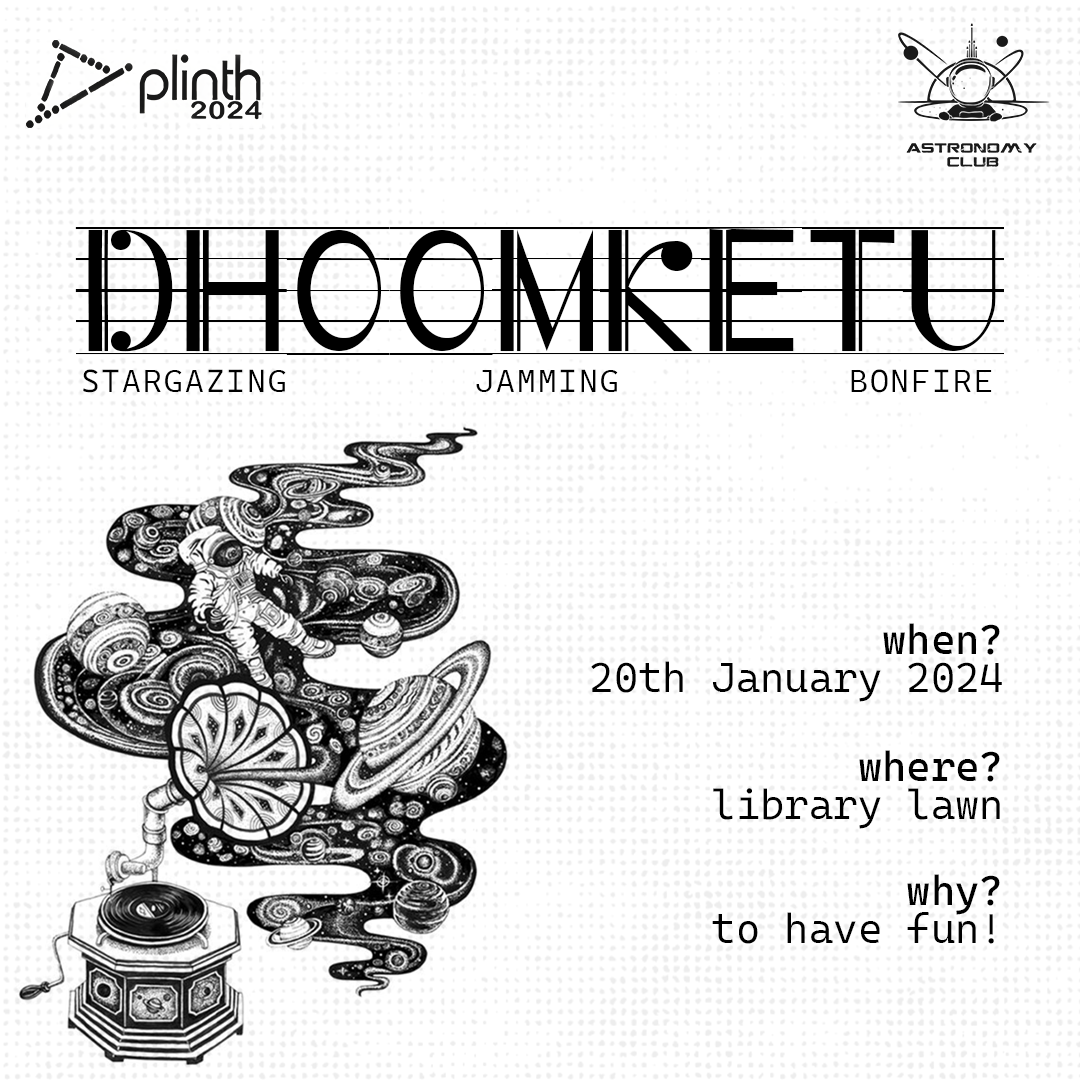 plinth
2024
ASTRONOMY
CLUB
DHOOMKETU
STARGAZING JAMMING BONFIRE
when?
20th January 2024
where?
library lawn
why?
to have fun!